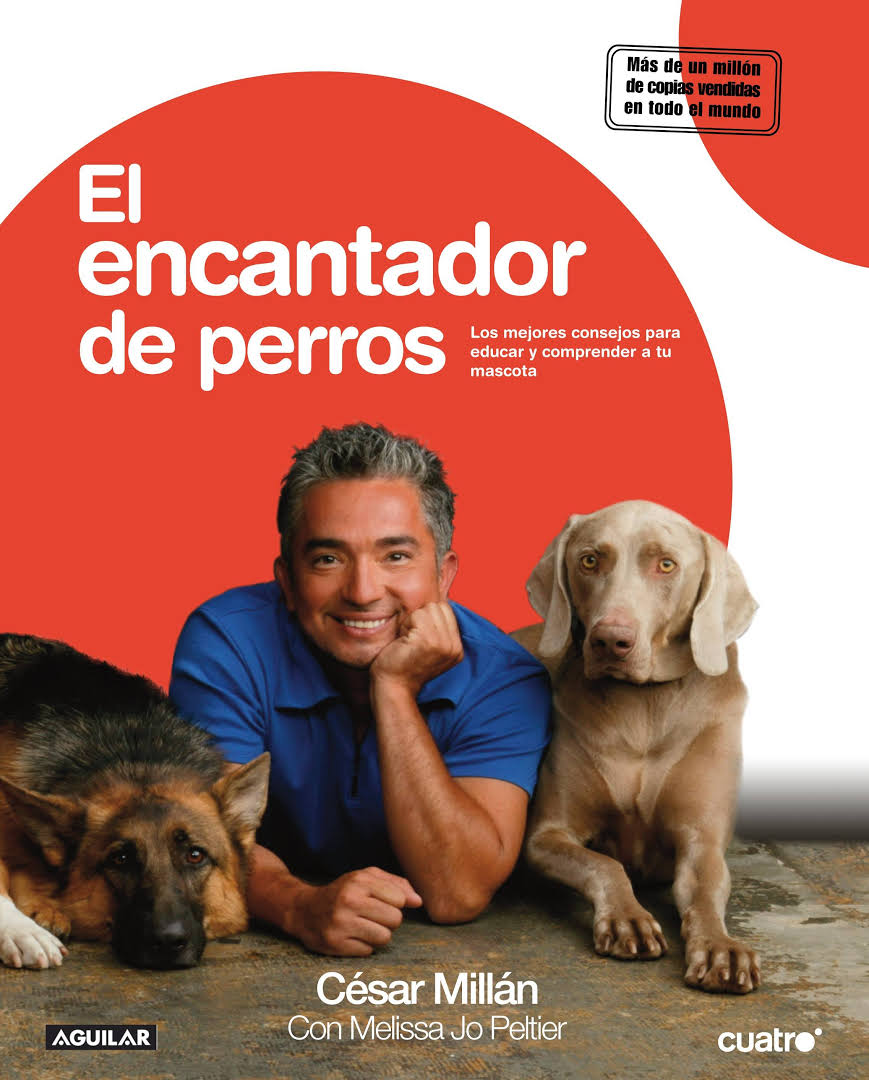 Más de un millón
de copias vendidas
en todo el mundo
El
encantador
de perros
Los mejores consejos para
educar y comprender a tu
mascota
César Millán
Con Melissa Jo Peltier
AGUILAR
cuatro